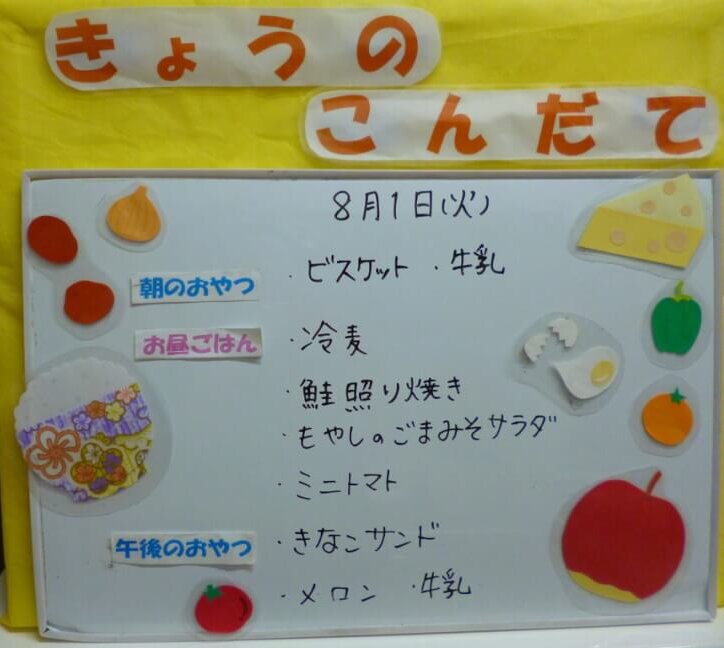 きょうの
こんだて
8月1日(火)
朝のおやつ ・ビスケット ・牛乳
お昼ごはん ・冷麦
・鮭照り焼き
・もやしのごまみそサラダ
・ミニトマト
午後のおやつ ・きなこサンド
・メロン ・牛乳